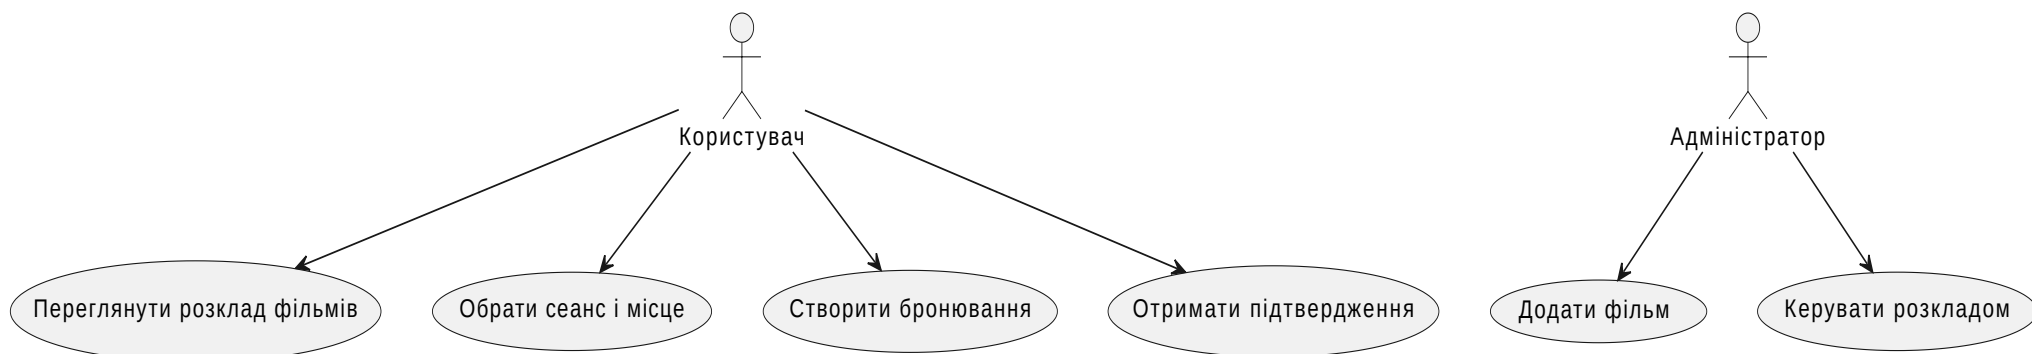 Користувач
Адміністратор
Переглянути розклад фільмів
Обрати сеанс і місце
Створити бронювання
Отримати підтвердження
Додати фільм
Керувати розкладом